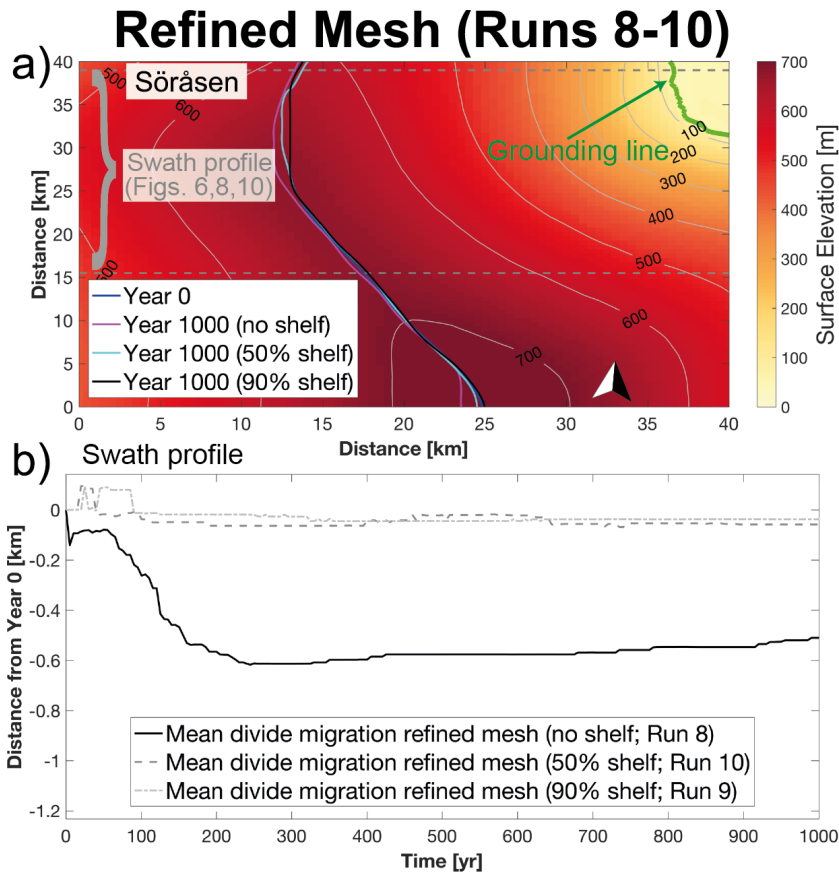 Refined Mesh (Runs 8-10)
a)
Söråsen
Swath profile
(Figs. 6,8,10)
Grounding line
500
600
500
100
200
300
400
500
600
700
Year 0
Year 1000 (no shelf)
Year 1000 (50% shelf)
Year 1000 (90% shelf)
40
35
30
25
20
15
10
5
0
Distance [km]
0 5 10 15 20 25 30 35 40
Distance [km]
700
600
500
400
300
200
100
0
Surface Elevation [m]
b)
Swath profile
0
-0.2
-0.4
-0.6
-0.8
-1
-1.2
Distance from Year 0 [km]
Mean divide migration refined mesh (no shelf; Run 8)
Mean divide migration refined mesh (50% shelf; Run 10)
Mean divide migration refined mesh (90% shelf; Run 9)
0 100 200 300 400 500 600 700 800 900 1000
Time [yr]